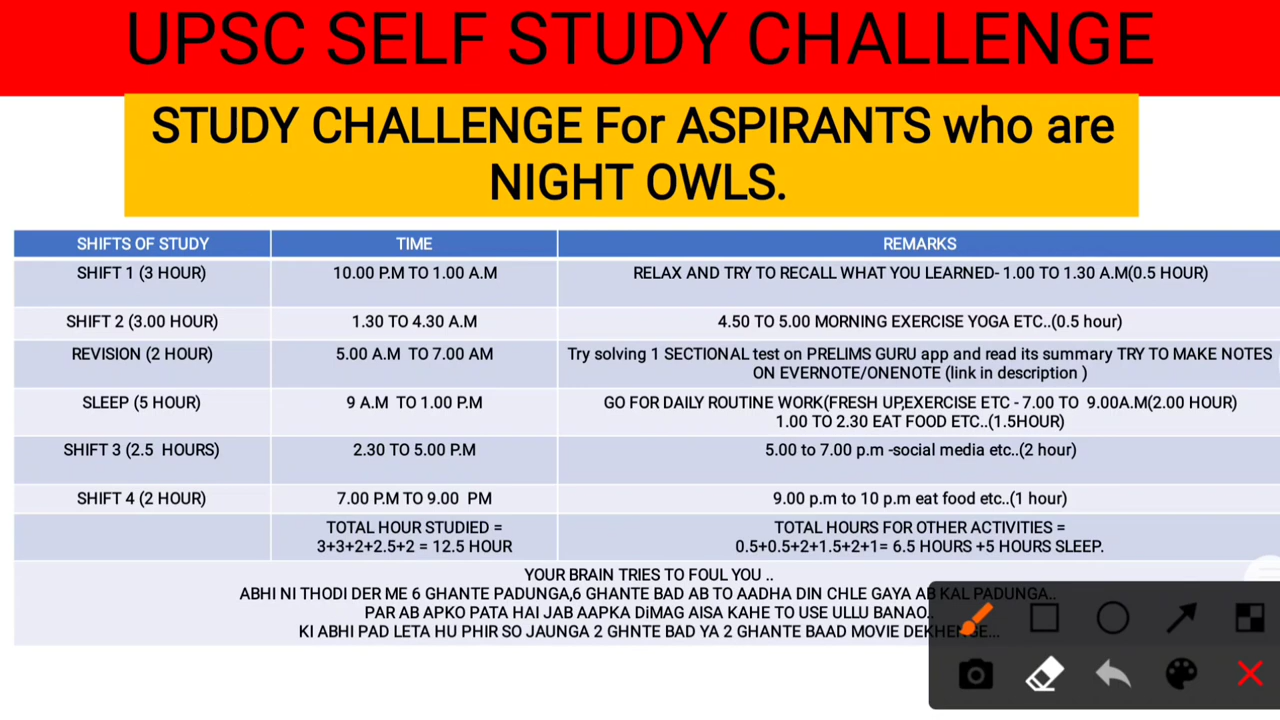 UPSC SELF STUDY CHALLENGE
STUDY CHALLENGE For ASPIRANTS who are
NIGHT OWLS.
SHIFTS OF STUDY TIME REMARKS
SHIFT 1 (3 HOUR) 10.00 P.M TO 1.00 A.M RELAX AND TRY TO RECALL WHAT YOU LEARNED- 1.00 TO 1.30 A.M(0.5 HOUR)
SHIFT 2 (3.00 HOUR) 1.30 TO 4.30 A.M 4.50 TO 5.00 MORNING EXERCISE YOGA ETC..(0.5 hour)
REVISION (2 HOUR) 5.00 A.M TO 7.00 AM Try solving 1 SECTIONAL test on PRELIMS GURU app and read its summary TRY TO MAKE NOTES
ON EVERNOTE/ONENOTE (link in description )
SLEEP (5 HOUR) 9 A.M TO 1.00 P.M GO FOR DAILY ROUTINE WORK(FRESH UP,EXERCISE ETC - 7.00 TO 9.00A.M(2.00 HOUR)
1.00 TO 2.30 EAT FOOD ETC..(1.5HOUR)
SHIFT 3 (2.5 HOURS) 2.30 TO 5.00 P.M 5.00 to 7.00 p.m -social media etc..(2 hour)
SHIFT 4 (2 HOUR) 7.00 P.M TO 9.00 PM 9.00 p.m to 10 p.m eat food etc..(1 hour)
TOTAL HOUR STUDIED = TOTAL HOURS FOR OTHER ACTIVITIES =
3+3+2+2.5+2 = 12.5 HOUR 0.5+0.5+2+1.5+2+1= 6.5 HOURS +5 HOURS SLEEP.
YOUR BRAIN TRIES TO FOUL YOU ..
ABHI NI THODI DER ME 6 GHANTE PADUNGA,6 GHANTE BAD AB TO AADHA DIN CHLE GAYA AB KAL PADUNGA..
PAR AB APKO PATA HAI JAB AAPKA DiMAG AISA KAHE TO USE ULLU BANAO..
KI ABHI PAD LETA HU PHIR SO JAUNGA 2 GHNTE BAD YA 2 GHANTE BAAD MOVIE DEKHENGE...